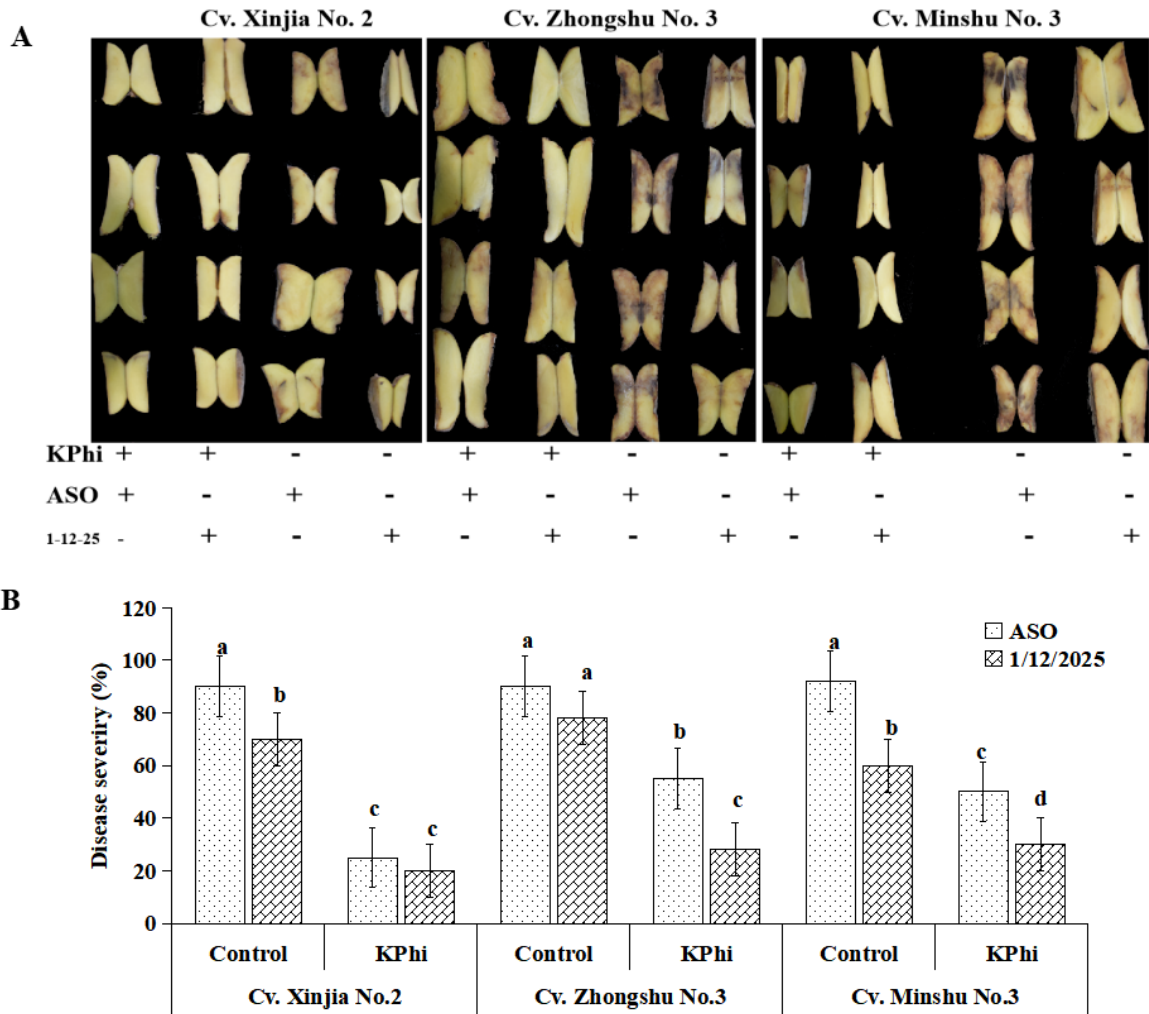 A
Cv. Xinjia No. 2 Cv. Zhongshu No. 3 Cv. Minshu No. 3
KPhi + + - - + + - - + + - -
ASO + - + - + - + - + - + -
1-12-25 - + - + - + - + - + - +
B
120
100
80
60
40
20
0
Disease severiry (%)
a b c c a a b c a b c d
ASO
1/12/2025
Control KPhi Control KPhi Control KPhi
Cv. Xinjia No.2 Cv. Zhongshu No.3 Cv. Minshu No.3